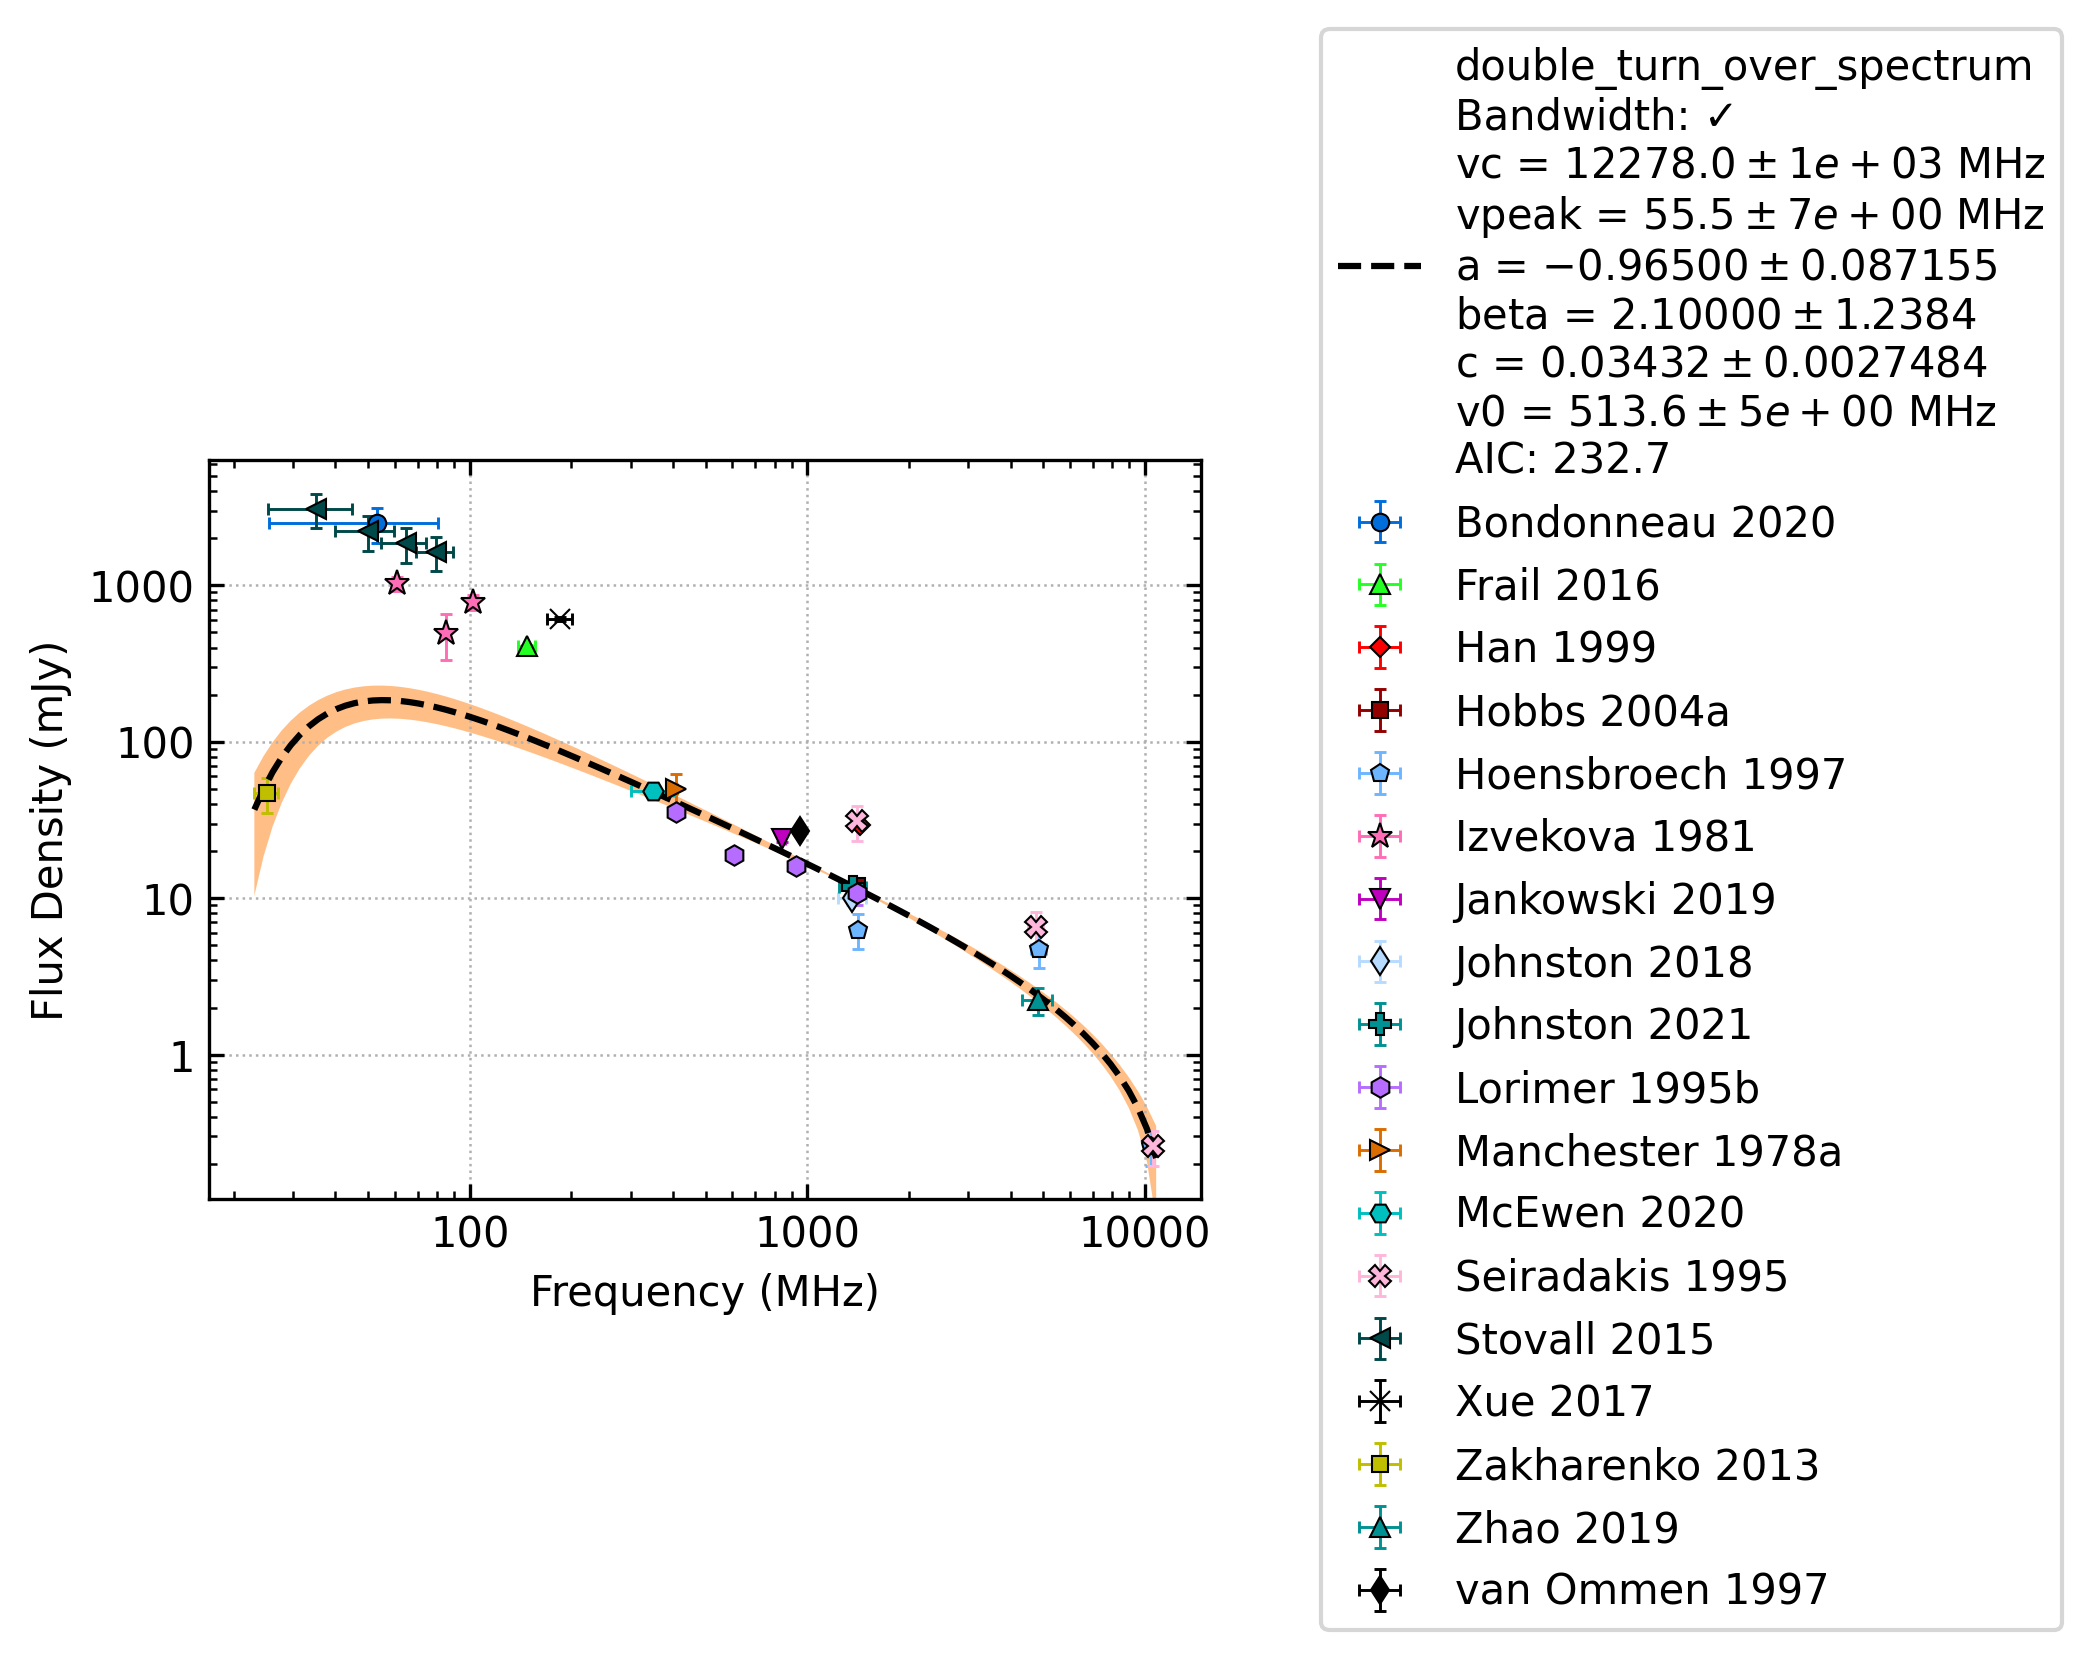 double_turn_over_spectrum
Bandwidth: ✓
vc = 12278.0 ± 1e + 03 MHz
vpeak = 55.5 ± 7e + 00 MHz
a = −0.96500 ± 0.087155
beta = 2.10000 ± 1.2384
c = 0.03432 ± 0.0027484
v0 = 513.6 ± 5e + 00 MHz
AIC: 232.7
Bondonneau 2020
Frail 2016
Han 1999
Hobbs 2004a
Hoensbroech 1997
Izvekova 1981
Jankowski 2019
Johnston 2018
Johnston 2021
Lorimer 1995b
Manchester 1978a
McEwen 2020
Seiradakis 1995
Stovall 2015
Xue 2017
Zakharenko 2013
Zhao 2019
van Ommen 1997
Flux Density (mJy)
1000
100
10
1
100
1000
10000
Frequency (MHz)